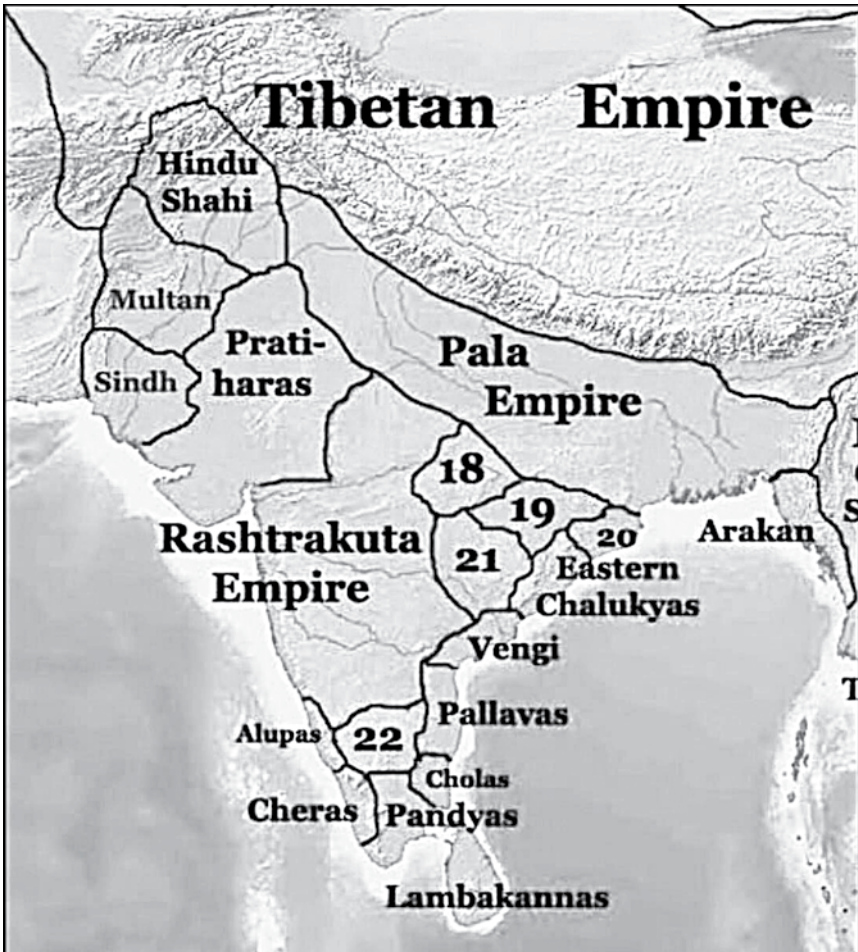 Tibetan Empire
Hindu
Shahi
Multan
Prati-
haras
Sindh
Pala
Empire
18
19
20
21
Arakan
Rashtrakuta
Empire
Eastern
Chalukyas
Vengi
Pallavas
Alupas
22
Cholas
Cheras
Pandyas
Lambakannas